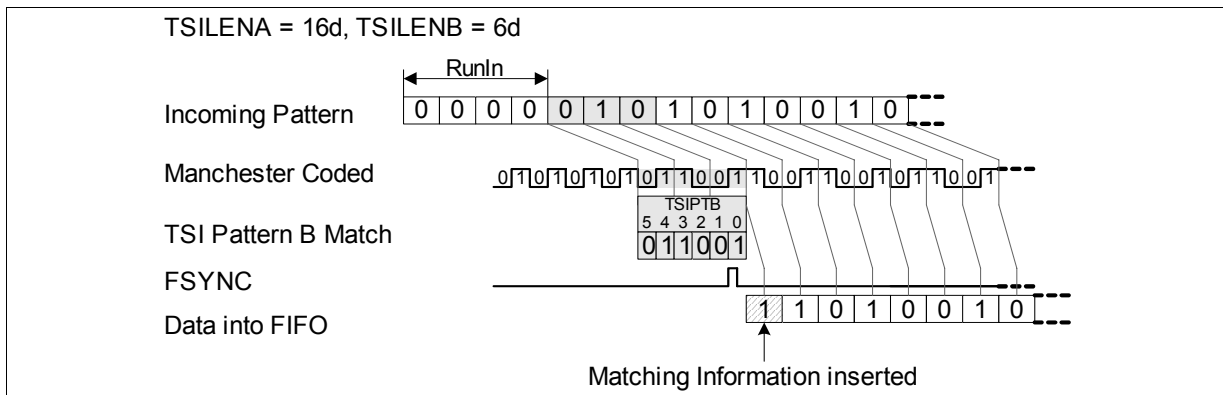 TSILENA = 16d, TSILENB = 6d
RunIn
Incoming Pattern 0 0 0 0 0 1 0 1 0 1 0 0 1 0
Manchester Coded 0 1 0 1 0 1 0 1 0 1 1 0 0 1 1 0 0 1 1 0 0 1 0 1 1 0 0 1
TSIPTB
5 4 3 2 1 0
TSI Pattern B Match 0 1 1 0 0 1
FSYNC
Data into FIFO 1 1 0 1 0 0 1 0
Matching Information inserted